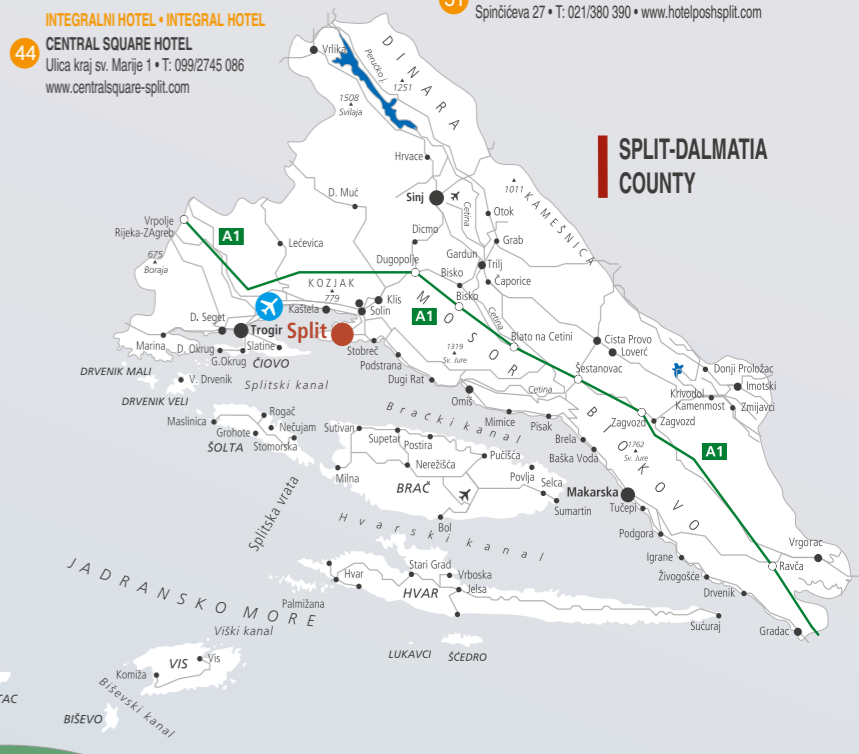 INTEGRALNI HOTEL • INTEGRAL HOTEL
44
CENTRAL SQUARE HOTEL
Ulica kraj sv. Marije 1 • T: 099/2745 086
www.centralsquare-split.com
Spinčićeva 27 • T: 021/380 390 • www.hotelposhsplit.com
SPLIT-DALMATIA
COUNTY
Vrlika
Peručko j.
DINARA
1251
1508
Svilaja
Hrvace
Sinj
Cetina
1011
KAMEŠNICA
D. Muć
Otok
Vrpolje
Rijeka-ZAgreb
A1
Lećevica
Dicmo
Grab
Dugopolje
Gardun
Trilj
675
Boraja
Bisko
Čaporice
KOZJAK
779
Klis
Bisko
Kaštela
Solin
MOSOR
A1
Cetina
D. Seget
Trogir
Split
Blato na Cetini
Marina
D. Okrug
Slatine
G.Okrug
ČIOVO
Stobreč
Podstrana
1319
Sv. Jure
Cista Provo
Lovreč
DRVENIK MALI
V. Drvenik
Splitski kanal
Dugi Rat
Šestanovac
Donji Proložac
Imotski
DRVENIK VELI
Cetina
Krivodol
Kamenmost
Zmijavci
Omiš
Maslinica
Rogač
Nečujam
Grohote
Stomorska
ŠOLTA
Sutivan
Brački kanal
Mimice
Pisak
Zagvozd
Zagvozd
BIOKOVO
1762
Sv. Jure
A1
Supetar
Postira
Brela
Baška Voda
Pučišća
Nerežišća
Milna
BRAČ
Povlja
Selca
Sumartin
Makarska
Tučepi
Splitska vrata
Bol
Hvarski kanal
Podgora
Vrgorac
JADRANSKO MORE
Igrane
Ravča
Stari Grad
Vrboska
Hvar
HVAR
Jelsa
Živogošće
Drvenik
Palmižana
Sućuraj
Gradac
Viški kanal
LUKAVCI
ŠĆEDRO
VIS
Vis
Komiža
Biševski kanal
BIŠEVO
TAC